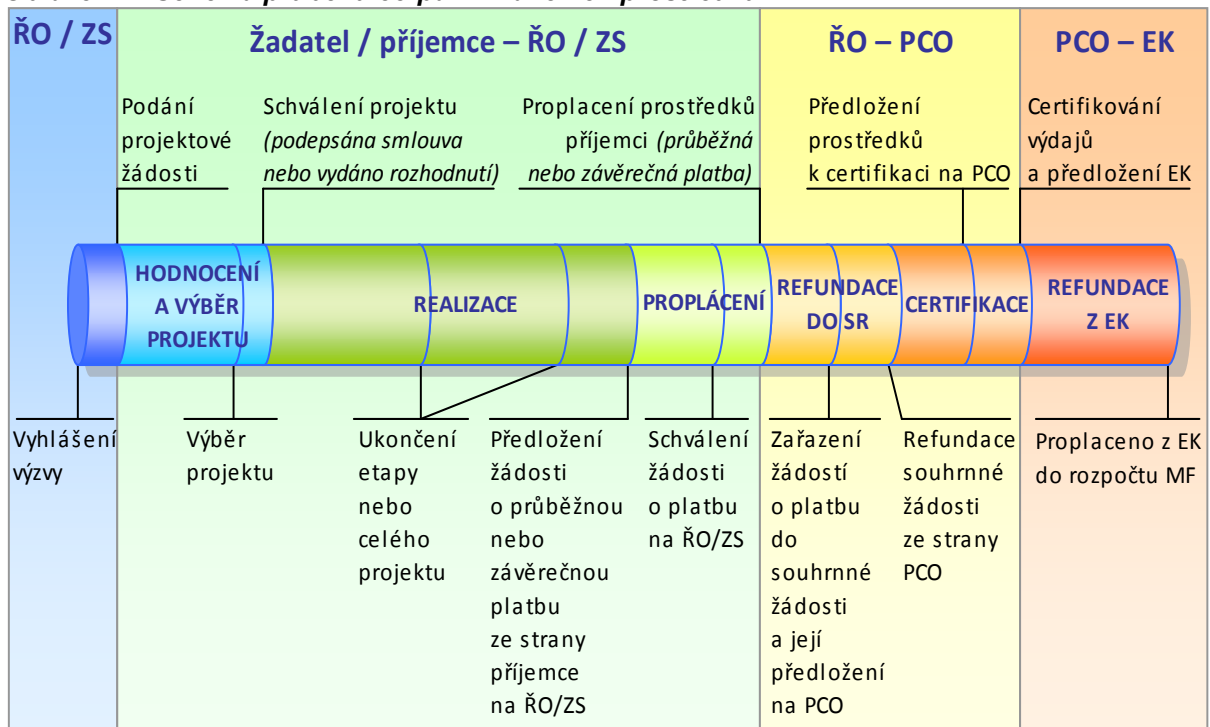 ŘO / ZS
Žadatel / příjemce – ŘO / ZS
ŘO – PCO
PCO – EK
Podání
projektové
žádosti
Schválení projektu
(podepsána smlouva
nebo vydáno rozhodnutí)
Proplacení prostředků
příjemci (průběžná
nebo závěrečná platba)
Předložení
prostředků
k certifikaci na PCO
Certifikování
výdajů
a předložení EK
HODNOCENÍ
A VÝBĚR
PROJEKTU
REALIZACE
PROPLÁCENÍ
REFUNDACE
DO SR
CERTIFIKACE
REFUNDACE
Z EK
Vyhlášení
výzvy
Výběr
projektu
Ukončení
etapy
nebo
celého
projektu
Předložení
žádosti
o průběžnou
nebo
závěrečnou
platbu
ze strany
příjemce
na ŘO/ZS
Schválení
žádosti
o platbu
na ŘO/ZS
Zařazení
žádostí
o platbu
do
souhrnné
žádosti
a její
předložení
na PCO
Refundace
souhrnné
žádosti
ze strany
PCO
Proplaceno z EK
do rozpočtu MF